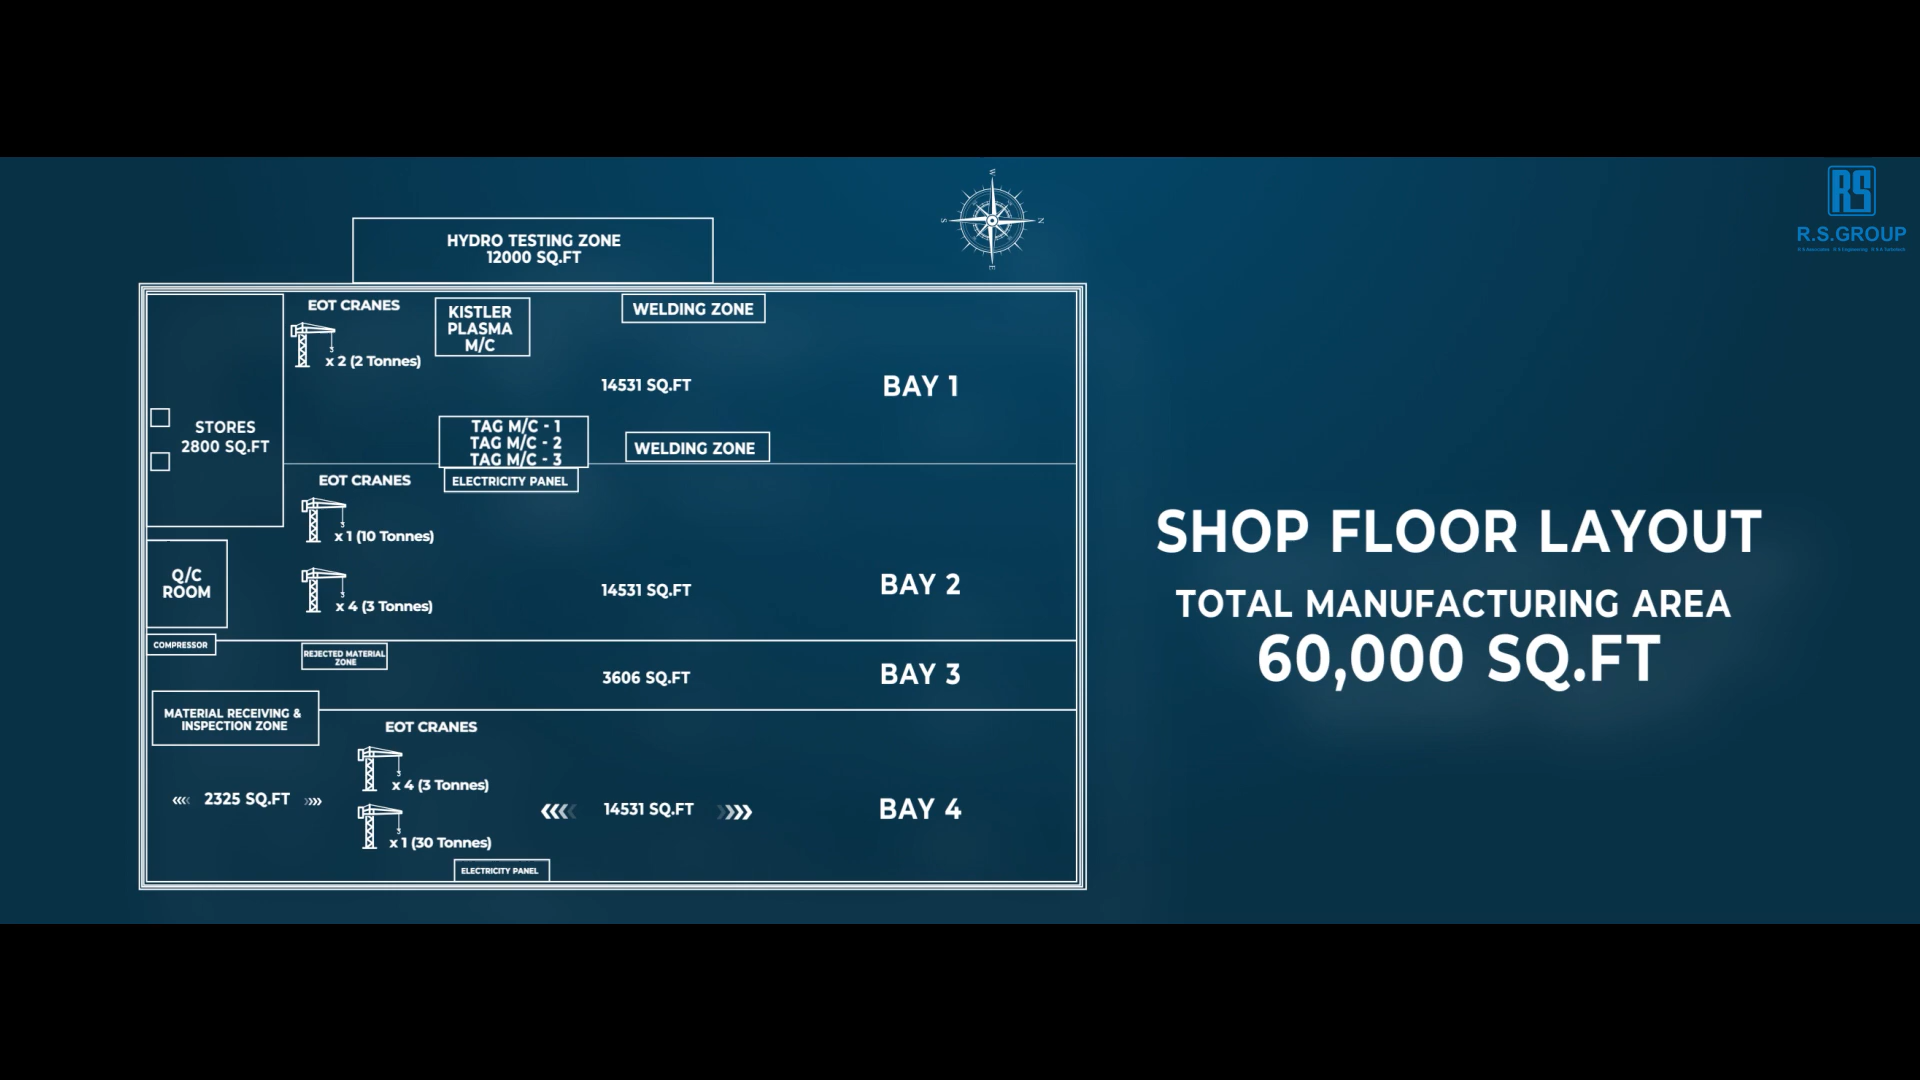 W
S
N
E
RS
R.S.GROUP
HYDRO TESTING ZONE
12000 SQ.FT
EOT CRANES
x 2 (2 Tonnes)
KISTLER
PLASMA
M/C
WELDING ZONE
14531 SQ.FT
BAY 1
STORES
2800 SQ.FT
TAG M/C - 1
TAG M/C - 2
TAG M/C - 3
WELDING ZONE
EOT CRANES
ELECTRICITY PANEL
x 1 (10 Tonnes)
x 4 (3 Tonnes)
14531 SQ.FT
BAY 2
Q/C
ROOM
COMPRESSOR
REJECTED MATERIAL
ZONE
3606 SQ.FT
BAY 3
MATERIAL RECEIVING &
INSPECTION ZONE
EOT CRANES
x 4 (3 Tonnes)
2325 SQ.FT
x 1 (30 Tonnes)
14531 SQ.FT
BAY 4
ELECTRICITY PANEL
SHOP FLOOR LAYOUT
TOTAL MANUFACTURING AREA
60,000 SQ.FT